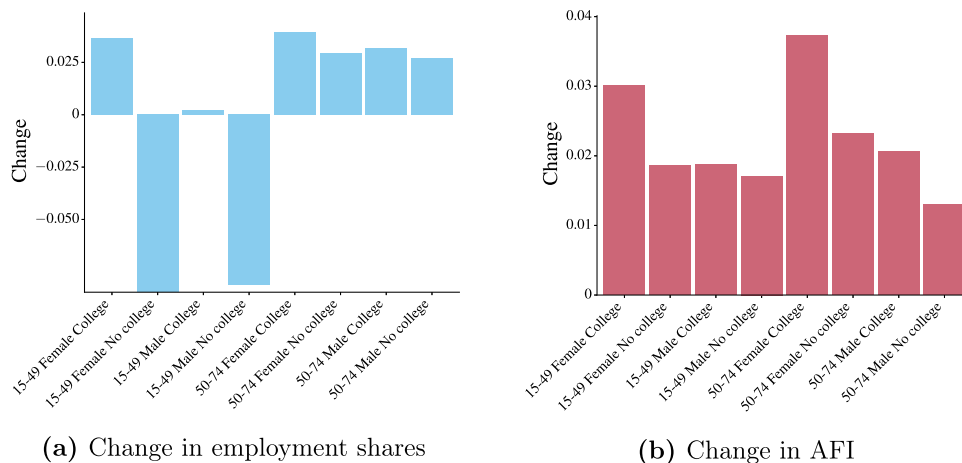 0.025
0
−0.025
−0.050
Change
15-49 Female College
15-49 Female No college
15-49 Male College
15-49 Male No college
50-74 Female College
50-74 Female No college
50-74 Male College
50-74 Male No college
(a) Change in employment shares
0.04
0.03
0.02
0.01
0
Change
15-49 Female College
15-49 Female No college
15-49 Male College
15-49 Male No college
50-74 Female College
50-74 Female No college
50-74 Male College
50-74 Male No college
(b) Change in AFI